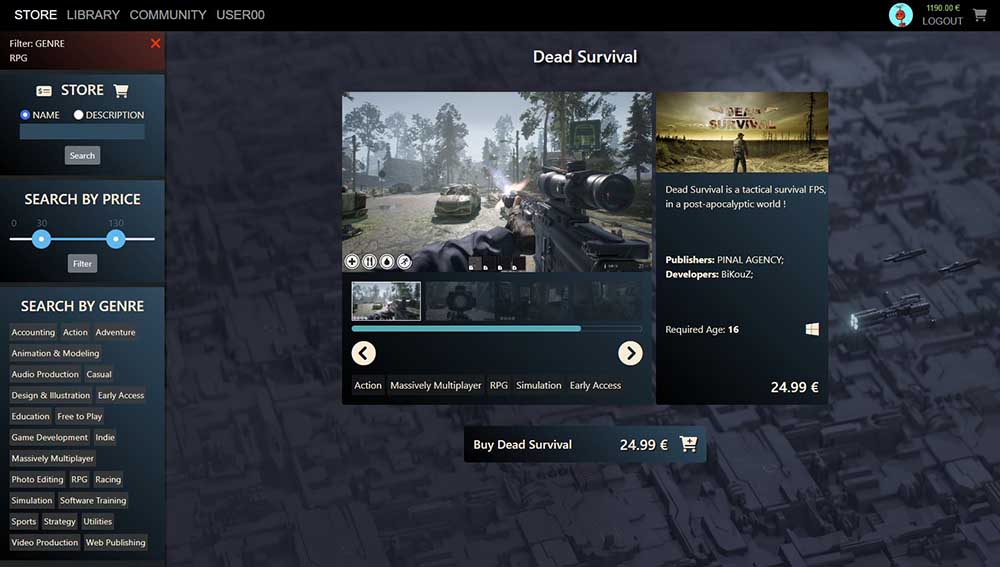 STORE LIBRARY COMMUNITY USER00
1190.00 €
LOGOUT
Filter: GENRE
RPG
STORE
NAME DESCRIPTION
Search
SEARCH BY PRICE
0 30 130
Filter
SEARCH BY GENRE
Accounting Action Adventure
Animation & Modeling
Audio Production Casual
Design & Illustration Early Access
Education Free to Play
Game Development Indie
Massively Multiplayer
Photo Editing RPG Racing
Simulation Software Training
Sports Strategy Utilities
Video Production Web Publishing
Dead Survival
Action Massively Multiplayer RPG Simulation Early Access
DEAD
SURVIVAL
Dead Survival is a tactical survival FPS,
in a post-apocalyptic world !
Publishers: PINAL AGENCY;
Developers: BiKouZ;
Required Age: 16
24.99 €
Buy Dead Survival 24.99 €